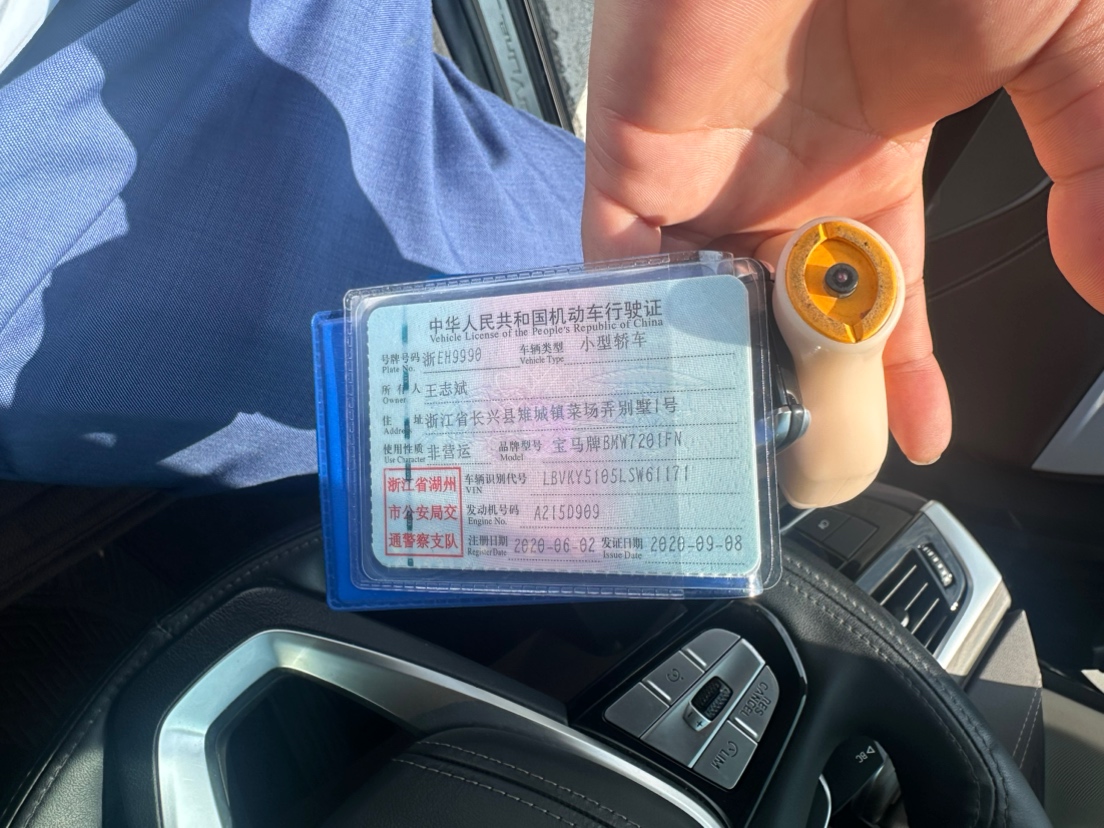 中华人民共和国机动车行驶证
Vehicle License of the People's Republic of China
号牌号码 浙EH9990 车辆类型 小型轿车
Plate No. Vehicle Type
所有人 王志斌
Owner
住址 浙江省长兴县雉城镇菜场弄别墅1号
Address
使用性质 非营运 品牌型号 宝马牌BMW7201FN
Use Character Model
浙江省湖州
市公安局交
通警察支队
车辆识别代号 LBVKY5105LSW61171
VIN
发动机号码 A215D909
Engine No.
注册日期 2020-06-02 发证日期 2020-09-08
Register Date Issue Date
RES
CANCEL
LIM
BC